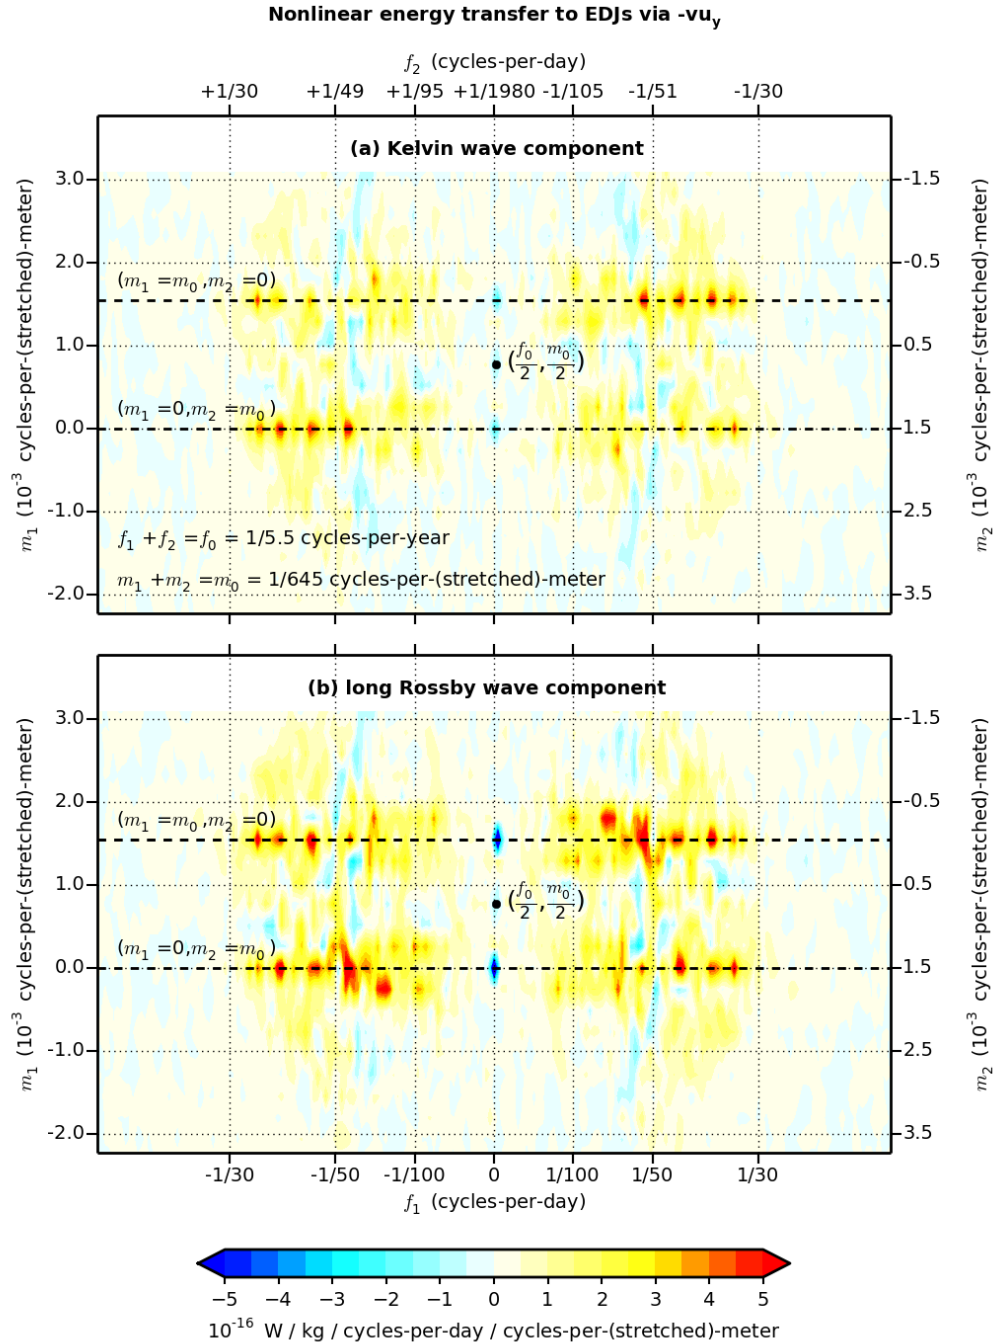 Nonlinear energy transfer to EDJs via -vu_y
f_2 (cycles-per-day)
+1/30 +1/49 +1/95 +1/1980 -1/105 -1/51 -1/30
(a) Kelvin wave component
m_1 (10^-3 cycles-per-(stretched)-meter)
3.0
2.0
1.0
0.0
-1.0
-2.0
-1.5
-0.5
0.5
1.5
2.5
3.5
m_2 (10^-3 cycles-per-(stretched)-meter)
(m_1 =m_0 ,m_2 =0)
(f_0/2, m_0/2)
(m_1 =0,m_2 =m_0 )
f_1 +f_2 =f_0 = 1/5.5 cycles-per-year
m_1 +m_2 =m_0 = 1/645 cycles-per-(stretched)-meter
(b) long Rossby wave component
m_1 (10^-3 cycles-per-(stretched)-meter)
3.0
2.0
1.0
0.0
-1.0
-2.0
-1.5
-0.5
0.5
1.5
2.5
3.5
m_2 (10^-3 cycles-per-(stretched)-meter)
(m_1 =m_0 ,m_2 =0)
(f_0/2, m_0/2)
(m_1 =0,m_2 =m_0 )
-1/30 -1/50 -1/100 0 1/100 1/50 1/30
f_1 (cycles-per-day)
−5 −4 −3 −2 −1 0 1 2 3 4 5
10^-16 W / kg / cycles-per-day / cycles-per-(stretched)-meter